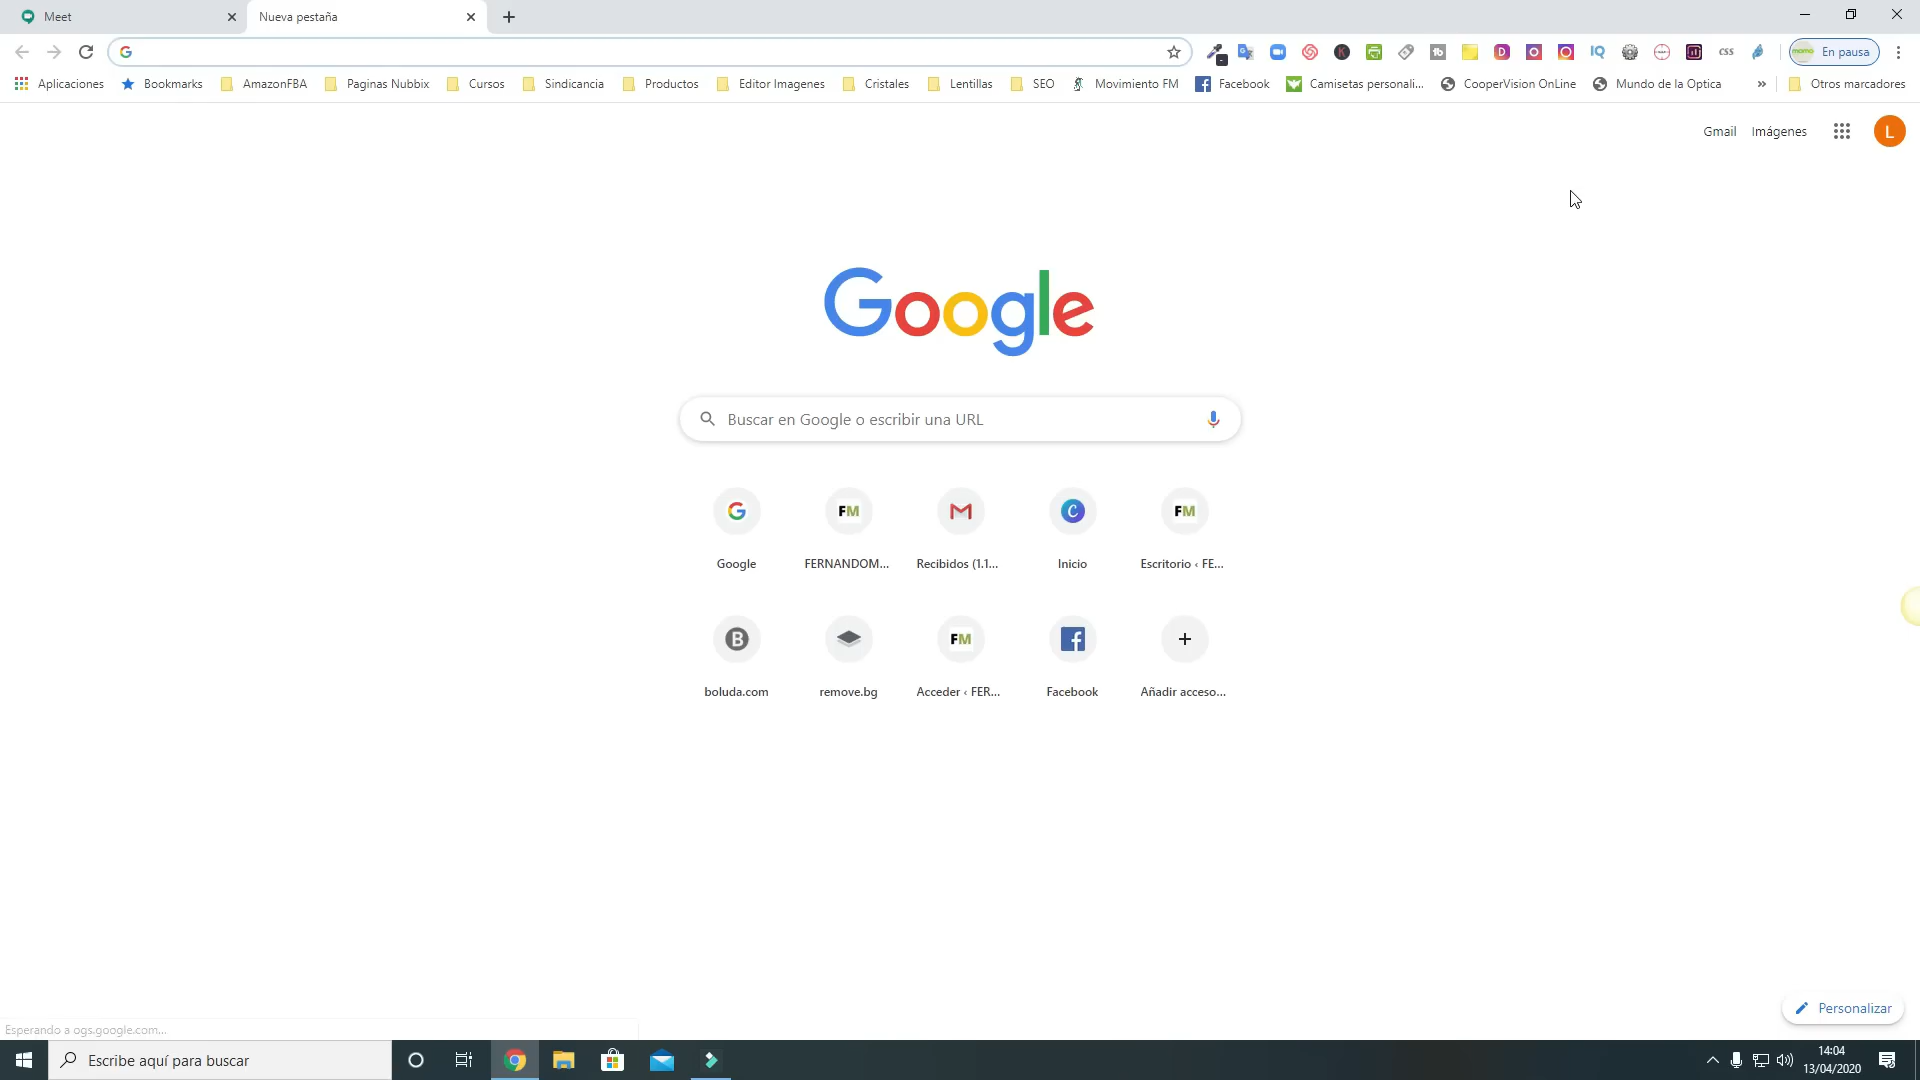 Meet
Nueva pestaña
En pausa
Aplicaciones Bookmarks AmazonFBA Paginas Nubbix Cursos Sindicancia Productos Editor Imagenes Cristales Lentillas SEO Movimiento FM Facebook Camisetas personali... CooperVision OnLine Mundo de la Optica » Otros marcadores
Gmail Imágenes L
Google
Buscar en Google o escribir una URL
Google FERNANDOM... Recibidos (1.1... Inicio Escritorio ‹ FE...
boluda.com remove.bg Acceder ‹ FER... Facebook Añadir acceso...
Personalizar
Esperando a ogs.google.com...
Escribe aquí para buscar
14:04
13/04/2020